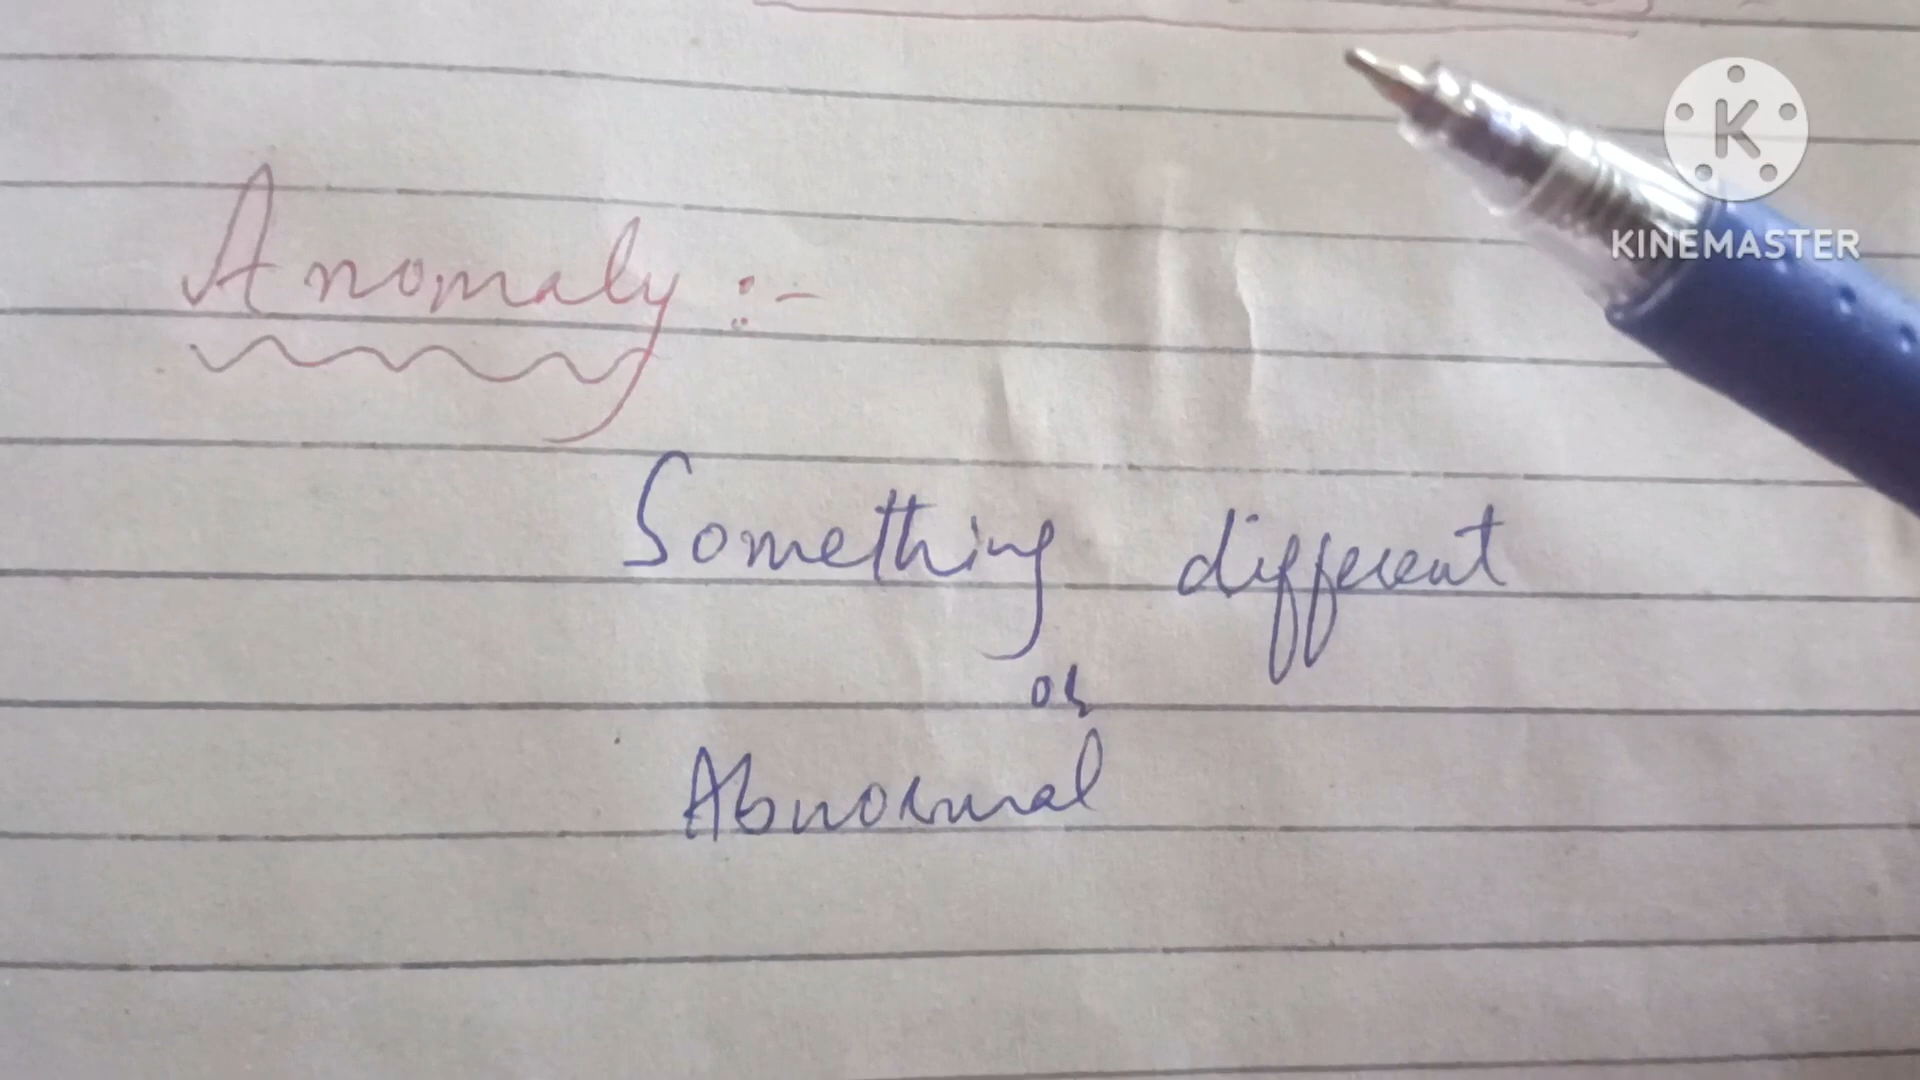 K
KINEMASTER
Anomaly :-
Something different
or
Abnormal